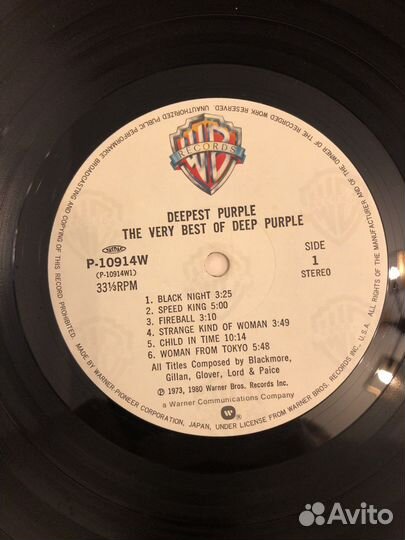 WB
RECORDS
DEEPEST PURPLE
THE VERY BEST OF DEEP PURPLE
P-10914W
(P-10914W1)
33⅓RPM
SIDE
1
STEREO
1. BLACK NIGHT 3:25
2. SPEED KING 5:00
3. FIREBALL 3:10
4. STRANGE KIND OF WOMAN 3:49
5. CHILD IN TIME 10:14
6. WOMAN FROM TOKYO 5:48
All Titles Composed by Blackmore,
Gillan, Glover, Lord & Paice
℗ 1973, 1980 Warner Bros. Records Inc.
a Warner Communications Company
®
MADE BY WARNER-PIONEER CORPORATION, JAPAN, UNDER LICENSE FROM WARNER BROS. RECORDS INC., U.S.A. ALL RIGHTS OF THE MANUFACTURER AND OF THE OWNER OF THE RECORDED WORK RESERVED. UNAUTHORIZED PUBLIC PERFORMANCE, BROADCASTING AND COPYING OF THIS RECORD PROHIBITED.
Avito